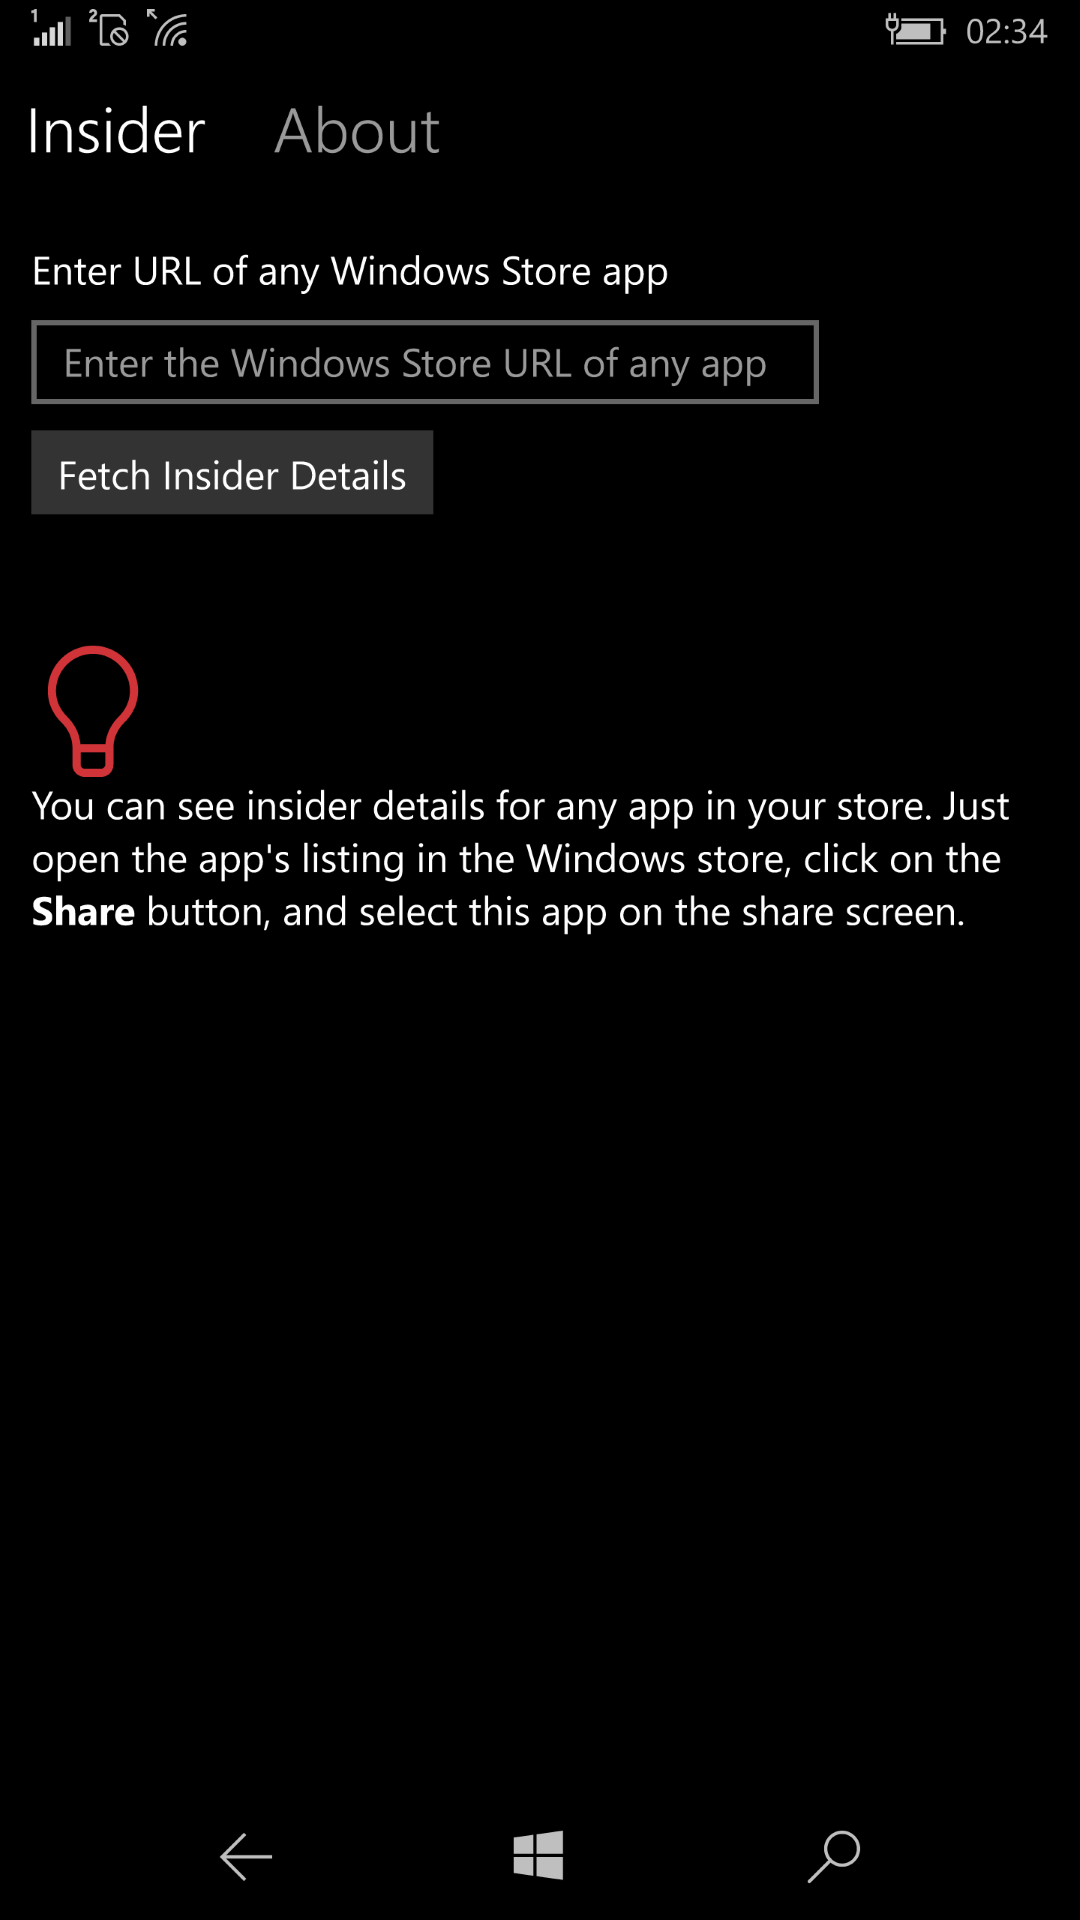 1 2 02:34
Insider About
Enter URL of any Windows Store app
Enter the Windows Store URL of any app
Fetch Insider Details
You can see insider details for any app in your store. Just
open the app's listing in the Windows store, click on the
Share button, and select this app on the share screen.